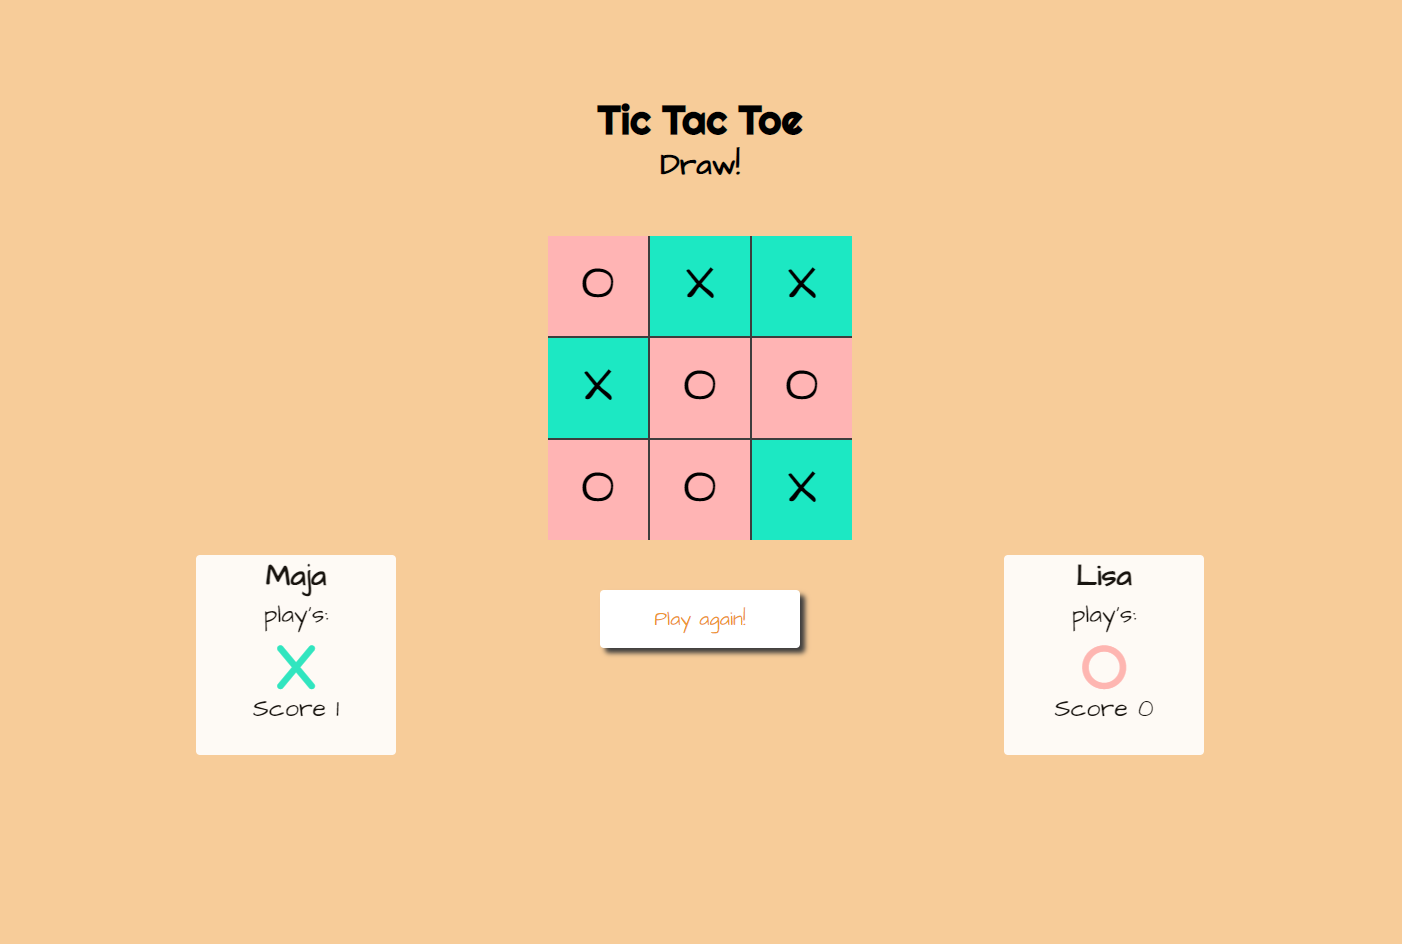 Tic Tac Toe
Draw!
O X X
X O O
O O X
Maja
play's:
X
Score 1
Play again!
Lisa
play's:
O
Score 0